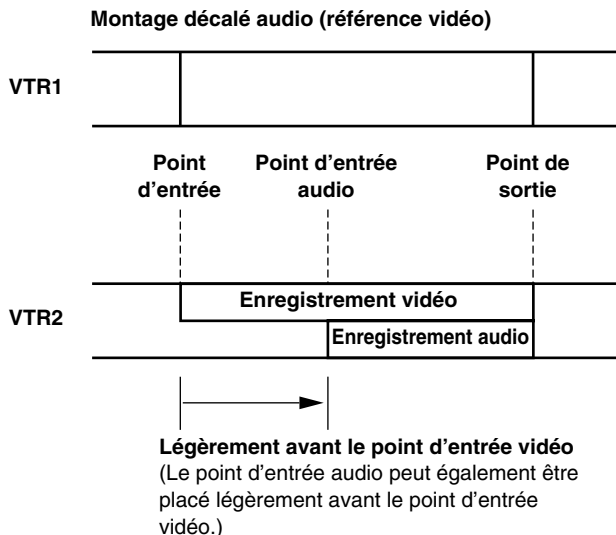 Montage décalé audio (référence vidéo)
VTR1
Point d'entrée
Point d'entrée audio
Point de sortie
VTR2
Enregistrement vidéo
Enregistrement audio
Légèrement avant le point d'entrée vidéo
(Le point d'entrée audio peut également être
placé légèrement avant le point d'entrée
vidéo.)